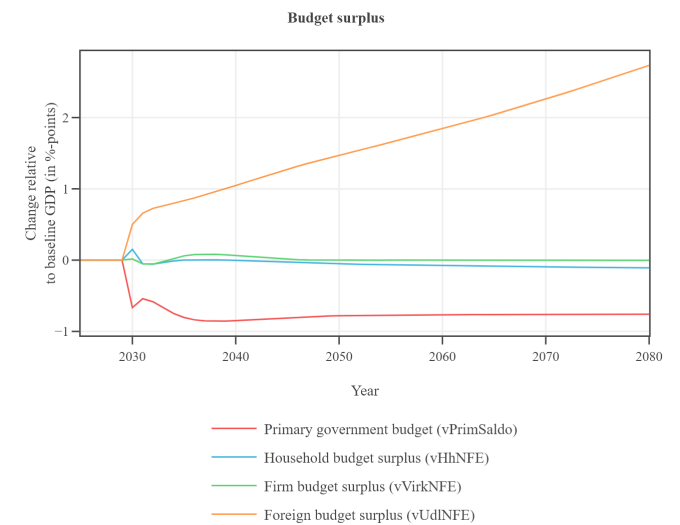 Budget surplus
Change relative
to baseline GDP (in %-points)
2
1
0
−1
2030 2040 2050 2060 2070 2080
Year
Primary government budget (vPrimSaldo)
Household budget surplus (vHhNFE)
Firm budget surplus (vVirkNFE)
Foreign budget surplus (vUdlNFE)